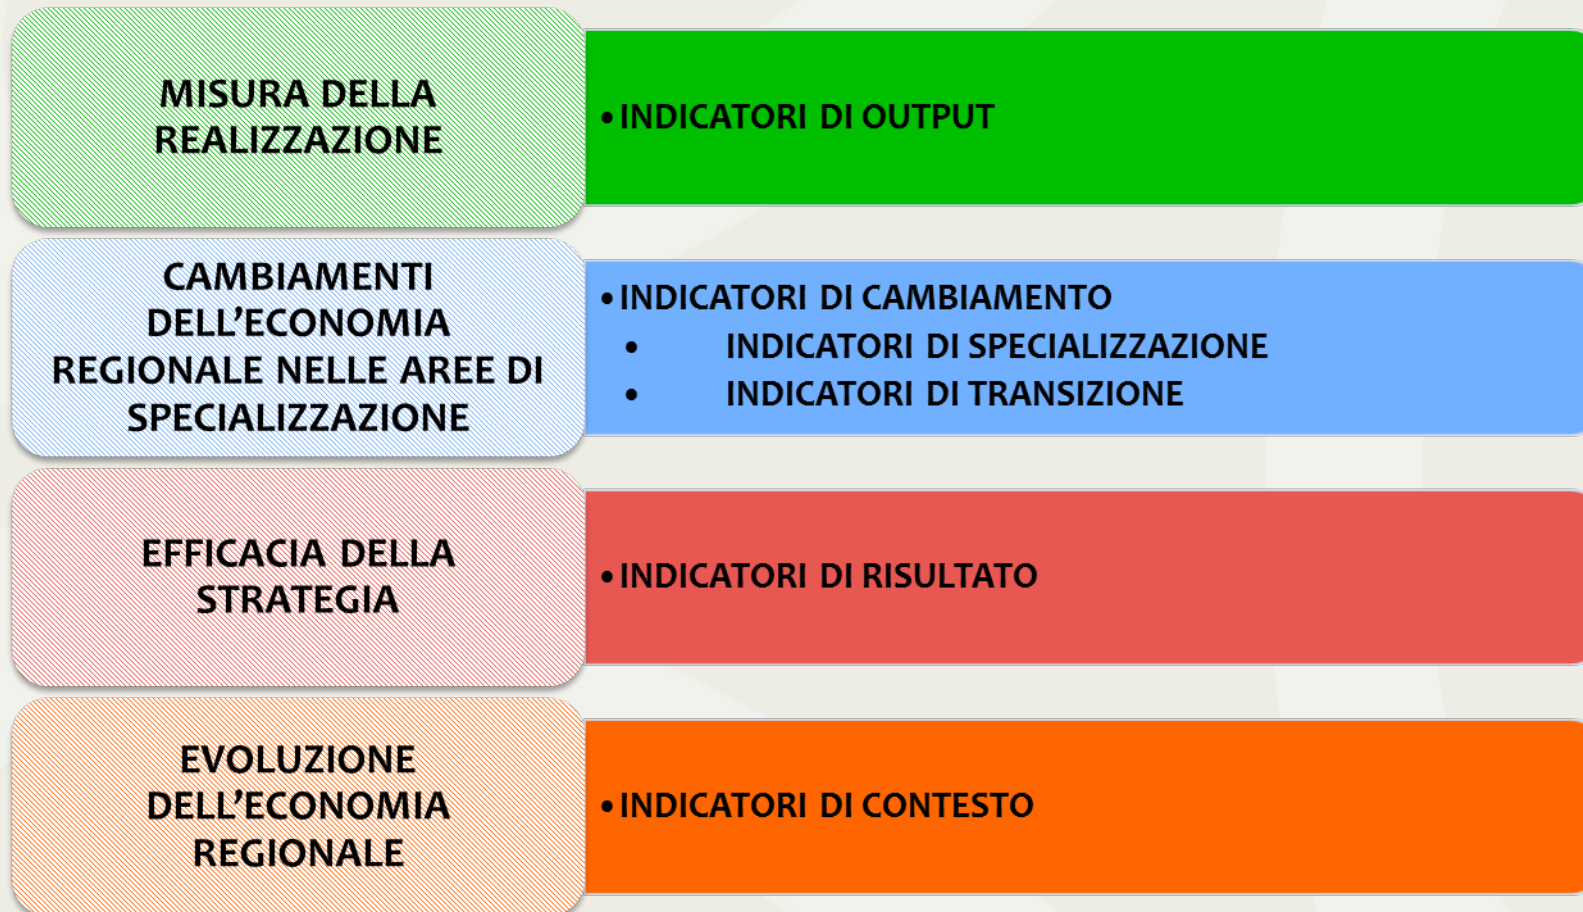 MISURA DELLA
REALIZZAZIONE
• INDICATORI DI OUTPUT
CAMBIAMENTI
DELL’ECONOMIA
REGIONALE NELLE AREE DI
SPECIALIZZAZIONE
• INDICATORI DI CAMBIAMENTO
• INDICATORI DI SPECIALIZZAZIONE
• INDICATORI DI TRANSIZIONE
EFFICACIA DELLA
STRATEGIA
• INDICATORI DI RISULTATO
EVOLUZIONE
DELL’ECONOMIA
REGIONALE
• INDICATORI DI CONTESTO